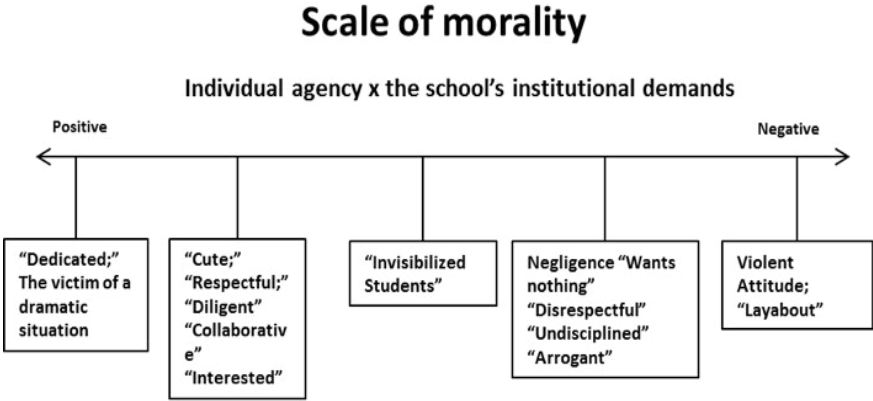 Scale of morality
Individual agency x the school's institutional demands
Positive
Negative
“Dedicated;”
The victim of a
dramatic
situation
“Cute;”
“Respectful;”
“Diligent”
“Collaborativ
e”
“Interested”
“Invisibilized
Students”
Negligence “Wants
nothing”
“Disrespectful”
“Undisciplined”
“Arrogant”
Violent
Attitude;
“Layabout”